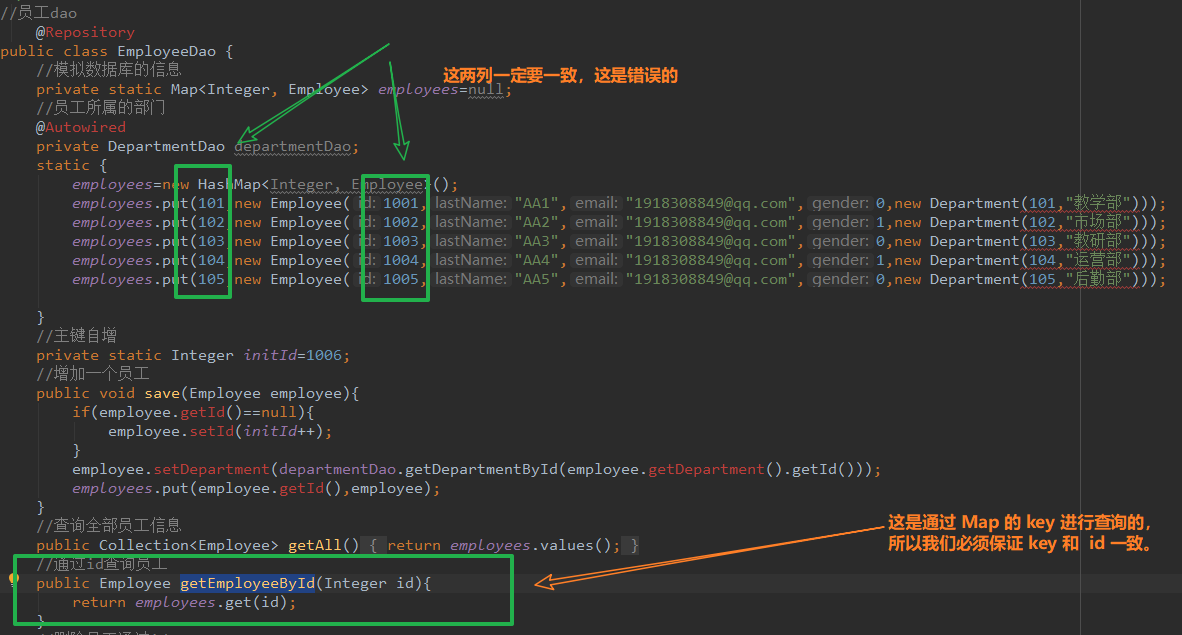 //员工dao
@Repository
public class EmployeeDao {
//模拟数据库的信息
这两列一定要一致，这是错误的
private static Map<Integer, Employee> employees=null;
//员工所属的部门
@Autowired
private DepartmentDao departmentDao;
static {
employees=new HashMap<Integer, Employee>();
employees.put(101,new Employee( id: 1001, lastName: "AA1", email: "1918308849@qq.com", gender: 0,new Department(101,"教学部")));
employees.put(102,new Employee( id: 1002, lastName: "AA2", email: "1918308849@qq.com", gender: 1,new Department(102,"市场部")));
employees.put(103,new Employee( id: 1003, lastName: "AA3", email: "1918308849@qq.com", gender: 0,new Department(103,"教研部")));
employees.put(104,new Employee( id: 1004, lastName: "AA4", email: "1918308849@qq.com", gender: 1,new Department(104,"运营部")));
employees.put(105,new Employee( id: 1005, lastName: "AA5", email: "1918308849@qq.com", gender: 0,new Department(105,"后勤部")));
}
//主键自增
private static Integer initId=1006;
//增加一个员工
public void save(Employee employee){
if(employee.getId()==null){
employee.setId(initId++);
}
employee.setDepartment(departmentDao.getDepartmentById(employee.getDepartment().getId()));
employees.put(employee.getId(),employee);
}
//查询全部员工信息
public Collection<Employee> getAll() { return employees.values(); }
这是通过 Map 的 key 进行查询的，
所以我们必须保证 key 和 id 一致。
//通过id查询员工
public Employee getEmployeeById(Integer id){
return employees.get(id);
}